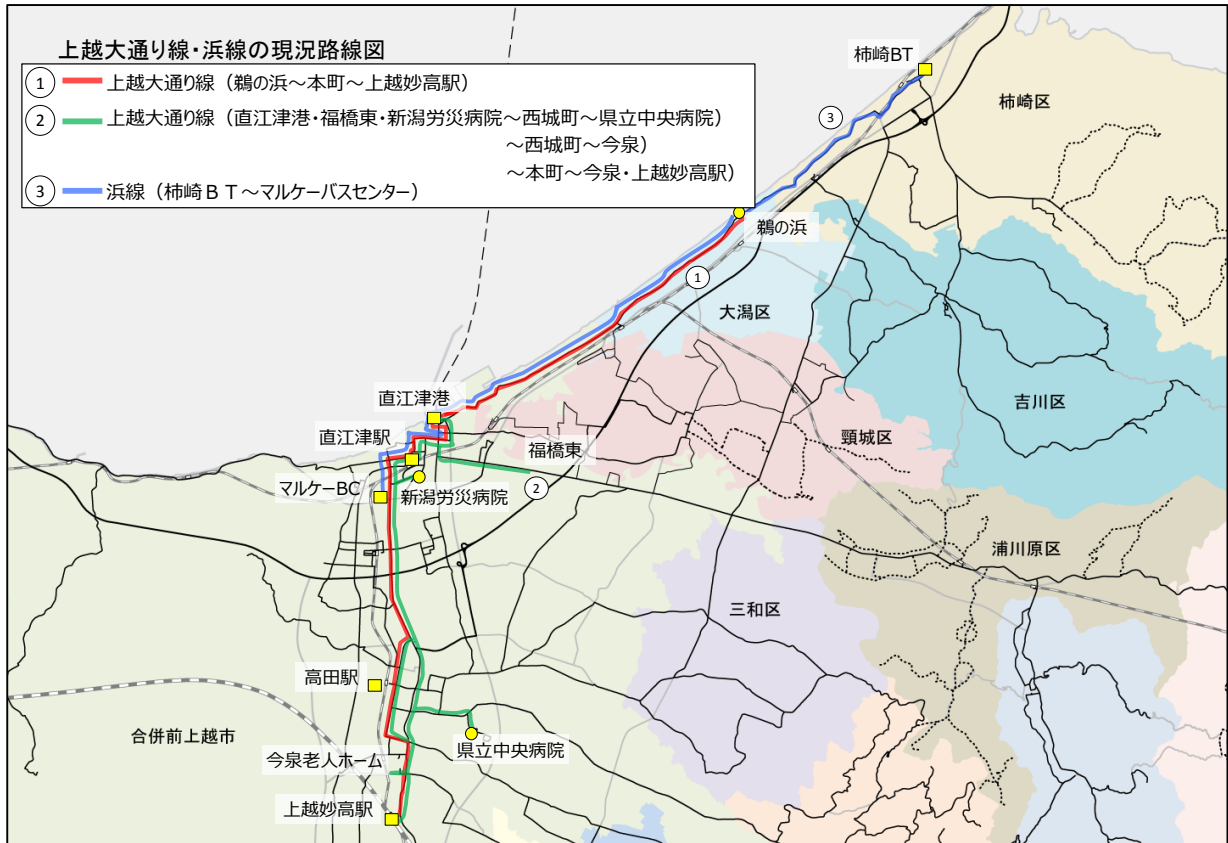 上越大通り線・浜線の現況路線図
① 上越大通り線（鵜の浜～本町～上越妙高駅）
② 上越大通り線（直江津港・福橋東・新潟労災病院～西城町～県立中央病院）
～西城町～今泉）
～本町～今泉・上越妙高駅）
③ 浜線（柿崎ＢＴ～マルケーバスセンター）
柿崎BT
柿崎区
③
鵜の浜
①
大潟区
吉川区
直江津港
直江津駅
福橋東
頸城区
マルケーBC
新潟労災病院
②
浦川原区
三和区
高田駅
合併前上越市
県立中央病院
今泉老人ホーム
上越妙高駅